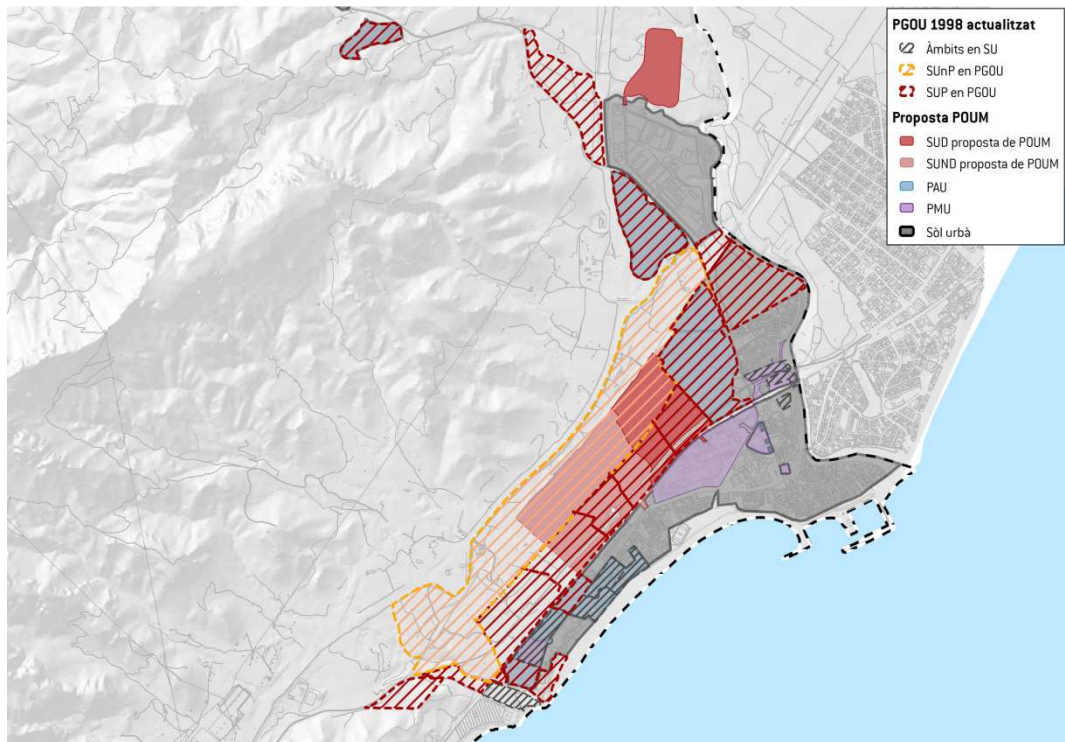 PGOU 1998 actualitzat
Àmbits en SU
SUnP en PGOU
SUP en PGOU
Proposta POUM
SUD proposta de POUM
SUND proposta de POUM
PAU
PMU
Sòl urbà